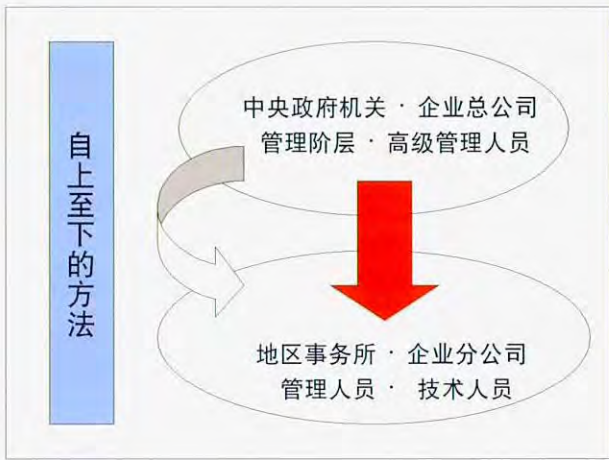 自上至下的方法
中央政府机关 · 企业总公司
管理阶层 · 高级管理人员
地区事务所 · 企业分公司
管理人员 · 技术人员